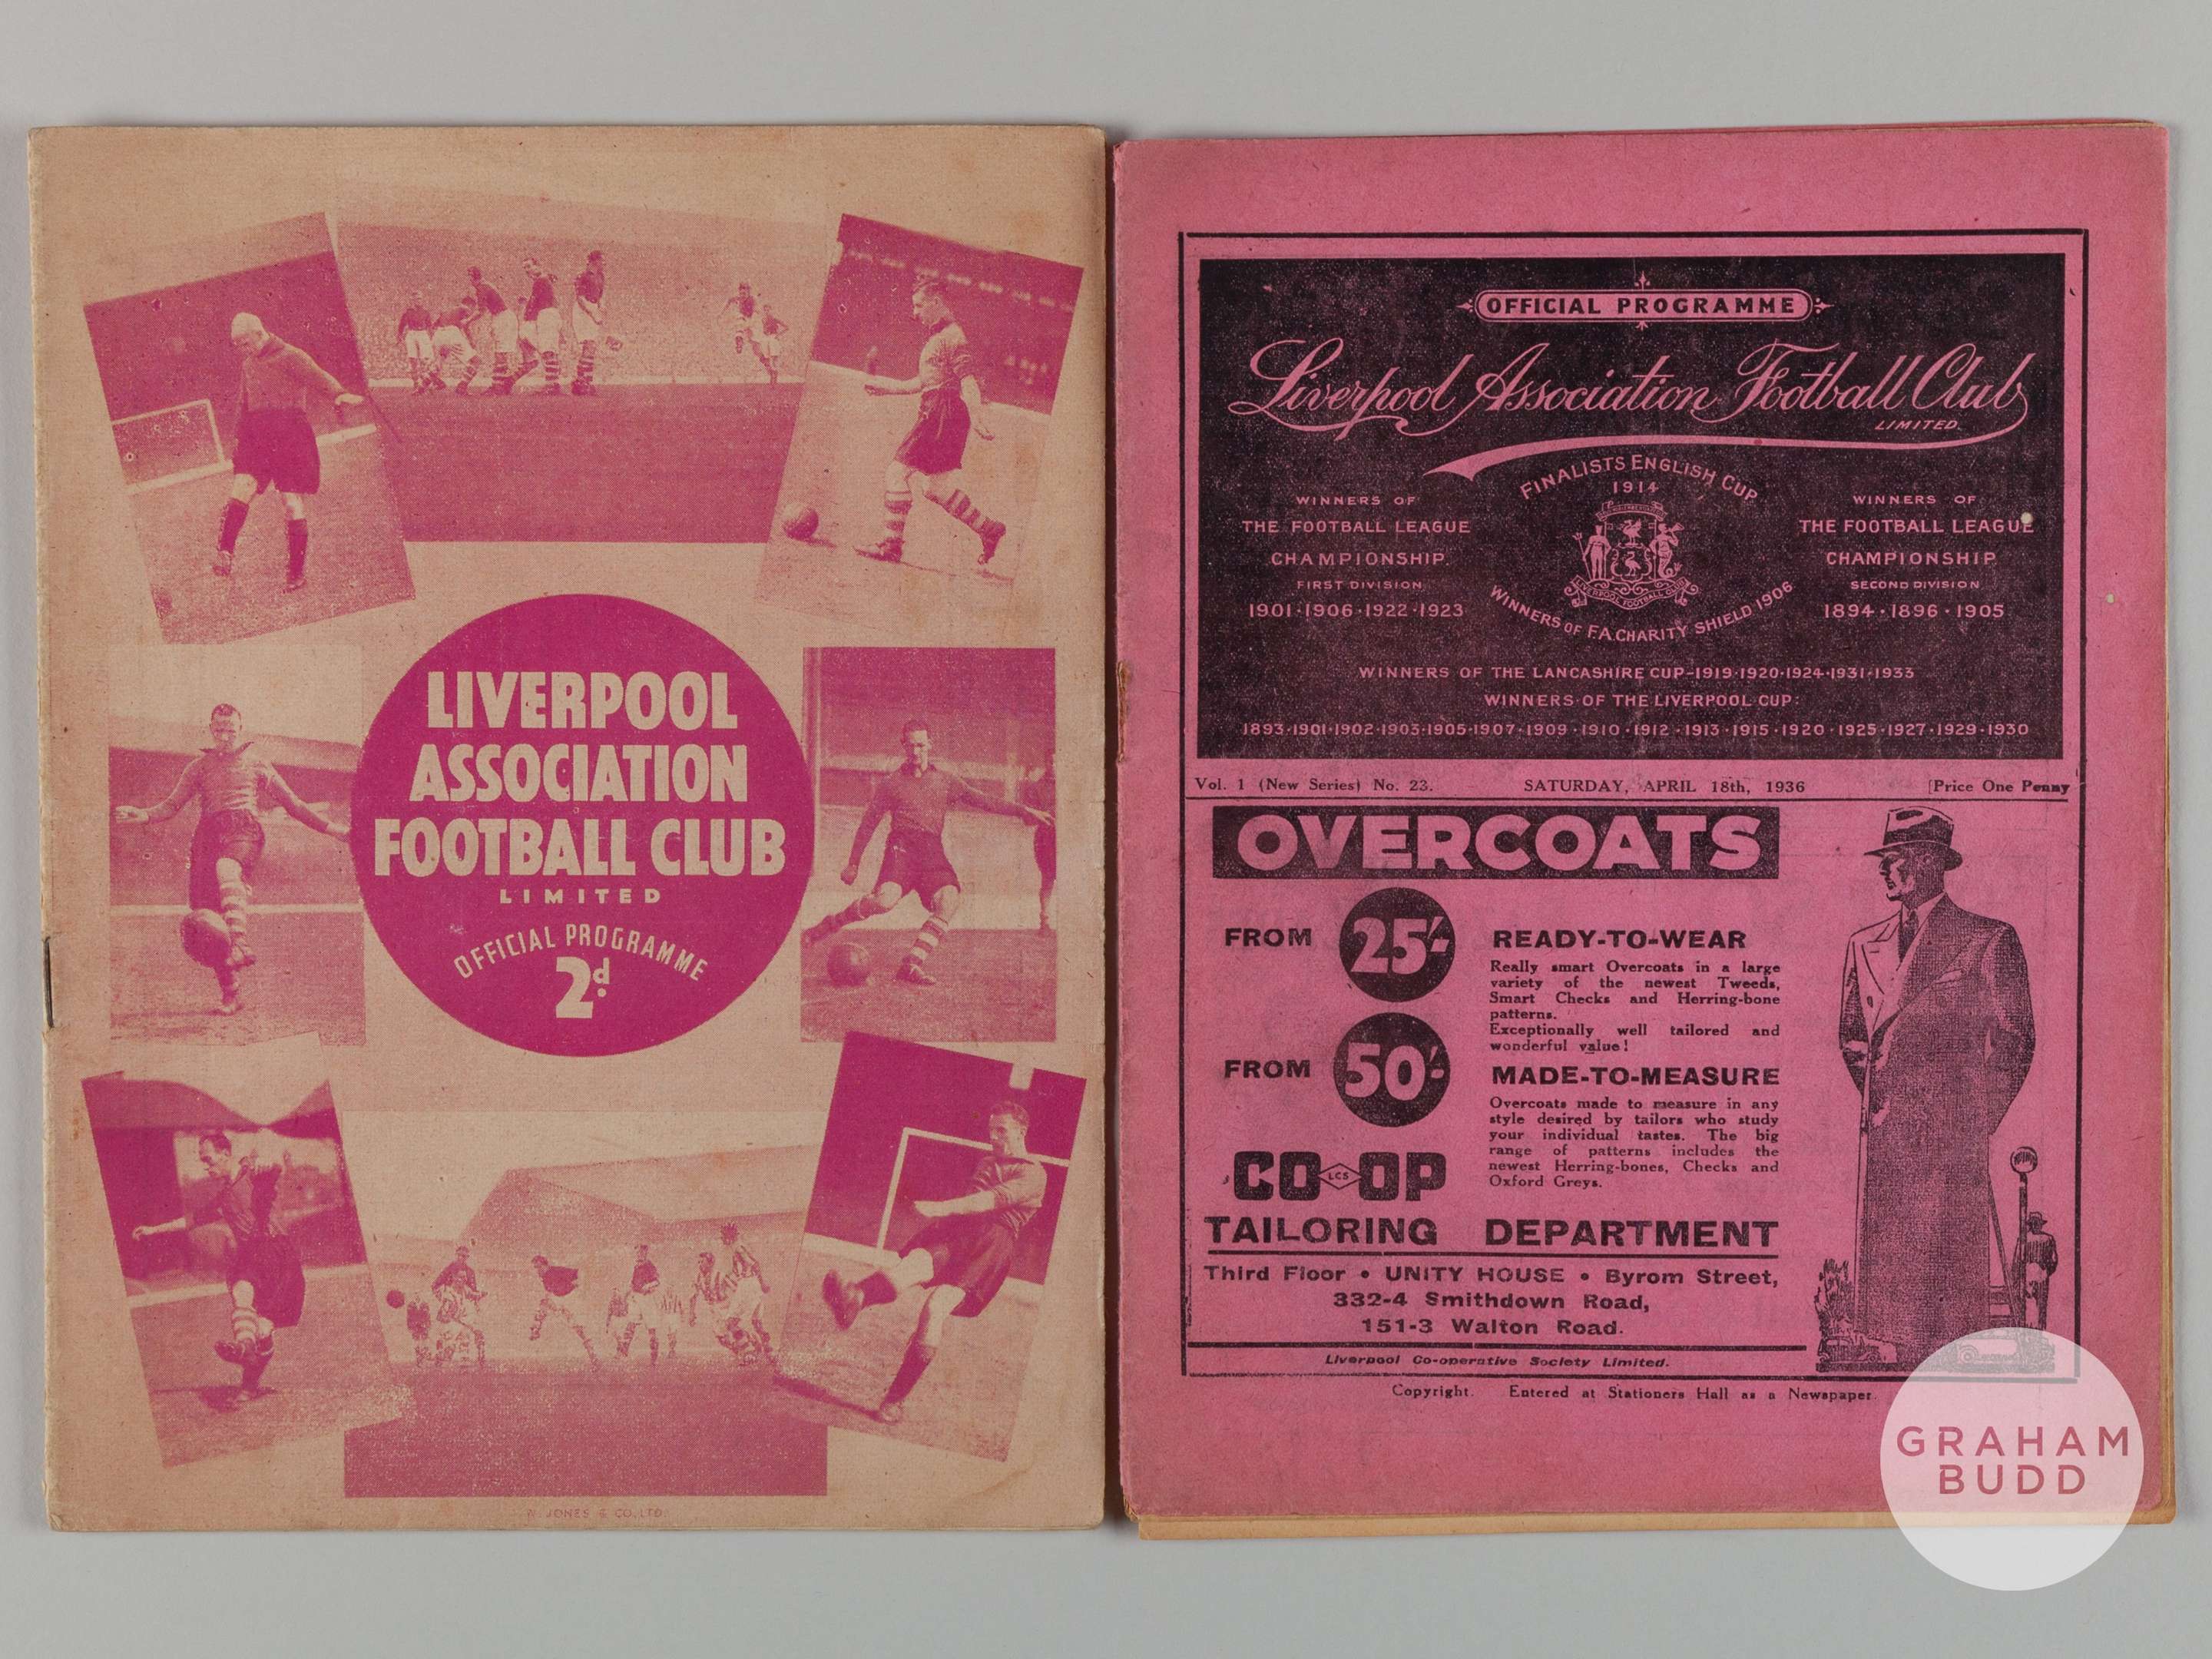 LIVERPOOL
ASSOCIATION
FOOTBALL CLUB
LIMITED
OFFICIAL PROGRAMME
2d.
JONES & CO. LTD.
OFFICIAL PROGRAMME
Liverpool Association Football Club
LIMITED.
FINALISTS ENGLISH CUP
1914
WINNERS OF
THE FOOTBALL LEAGUE
CHAMPIONSHIP.
FIRST DIVISION
1901·1906·1922·1923
LIVERPOOL FOOTBALL CLUB
WINNERS OF F.A. CHARITY SHIELD 1906
WINNERS OF
THE FOOTBALL LEAGUE
CHAMPIONSHIP
SECOND DIVISION
1894·1896·1905
WINNERS OF THE LANCASHIRE CUP-1919·1920·1924·1931·1933
WINNERS OF THE LIVERPOOL CUP:
1893·1901·1902·1903·1905·1907·1909·1910·1912·1913·1915·1920·1925·1927·1929·1930
Vol. 1 (New Series) No. 23. SATURDAY, APRIL 18th, 1936 [Price One Penny
OVERCOATS
FROM 25/-
READY-TO-WEAR
Really smart Overcoats in a large
variety of the newest Tweeds,
Smart Checks and Herring-bone
patterns.
Exceptionally well tailored and
wonderful value!
FROM 50/-
MADE-TO-MEASURE
Overcoats made to measure in any
style desired by tailors who study
your individual tastes. The big
range of patterns includes the
newest Herring-bones, Checks and
Oxford Greys.
CO LCS OP
TAILORING DEPARTMENT
Third Floor • UNITY HOUSE • Byrom Street,
332-4 Smithdown Road,
151-3 Walton Road.
Liverpool Co-operative Society Limited.
Copyright. Entered at Stationers Hall as a Newspaper.
GRAHAM
BUDD